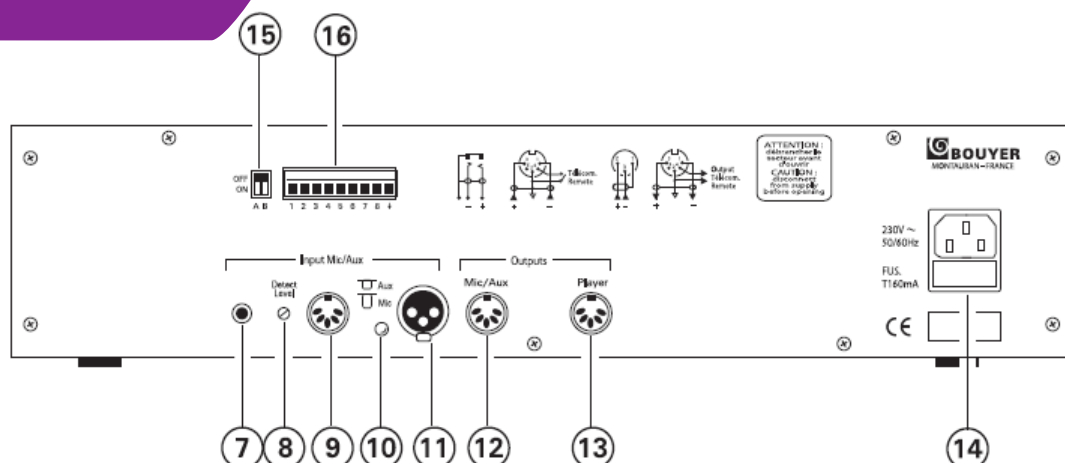 15 16
OFF
ON
A B
1 2 3 4 5 6 7 8
- +
Télécom.
Remote
+ -
+ -
Output
Télécom.
Remote
+ -
ATTENTION :
débrancher le
secteur avant
d'ouvrir
CAUTION :
disconnect
from supply
before opening
BOUYER
MONTAUBAN-FRANCE
230V ~
50/60Hz
FUS.
T160mA
CE
Input Mic/Aux
Detect
Level
Aux
Mic
Outputs
Mic/Aux
Player
7 8 9 10 11 12 13 14